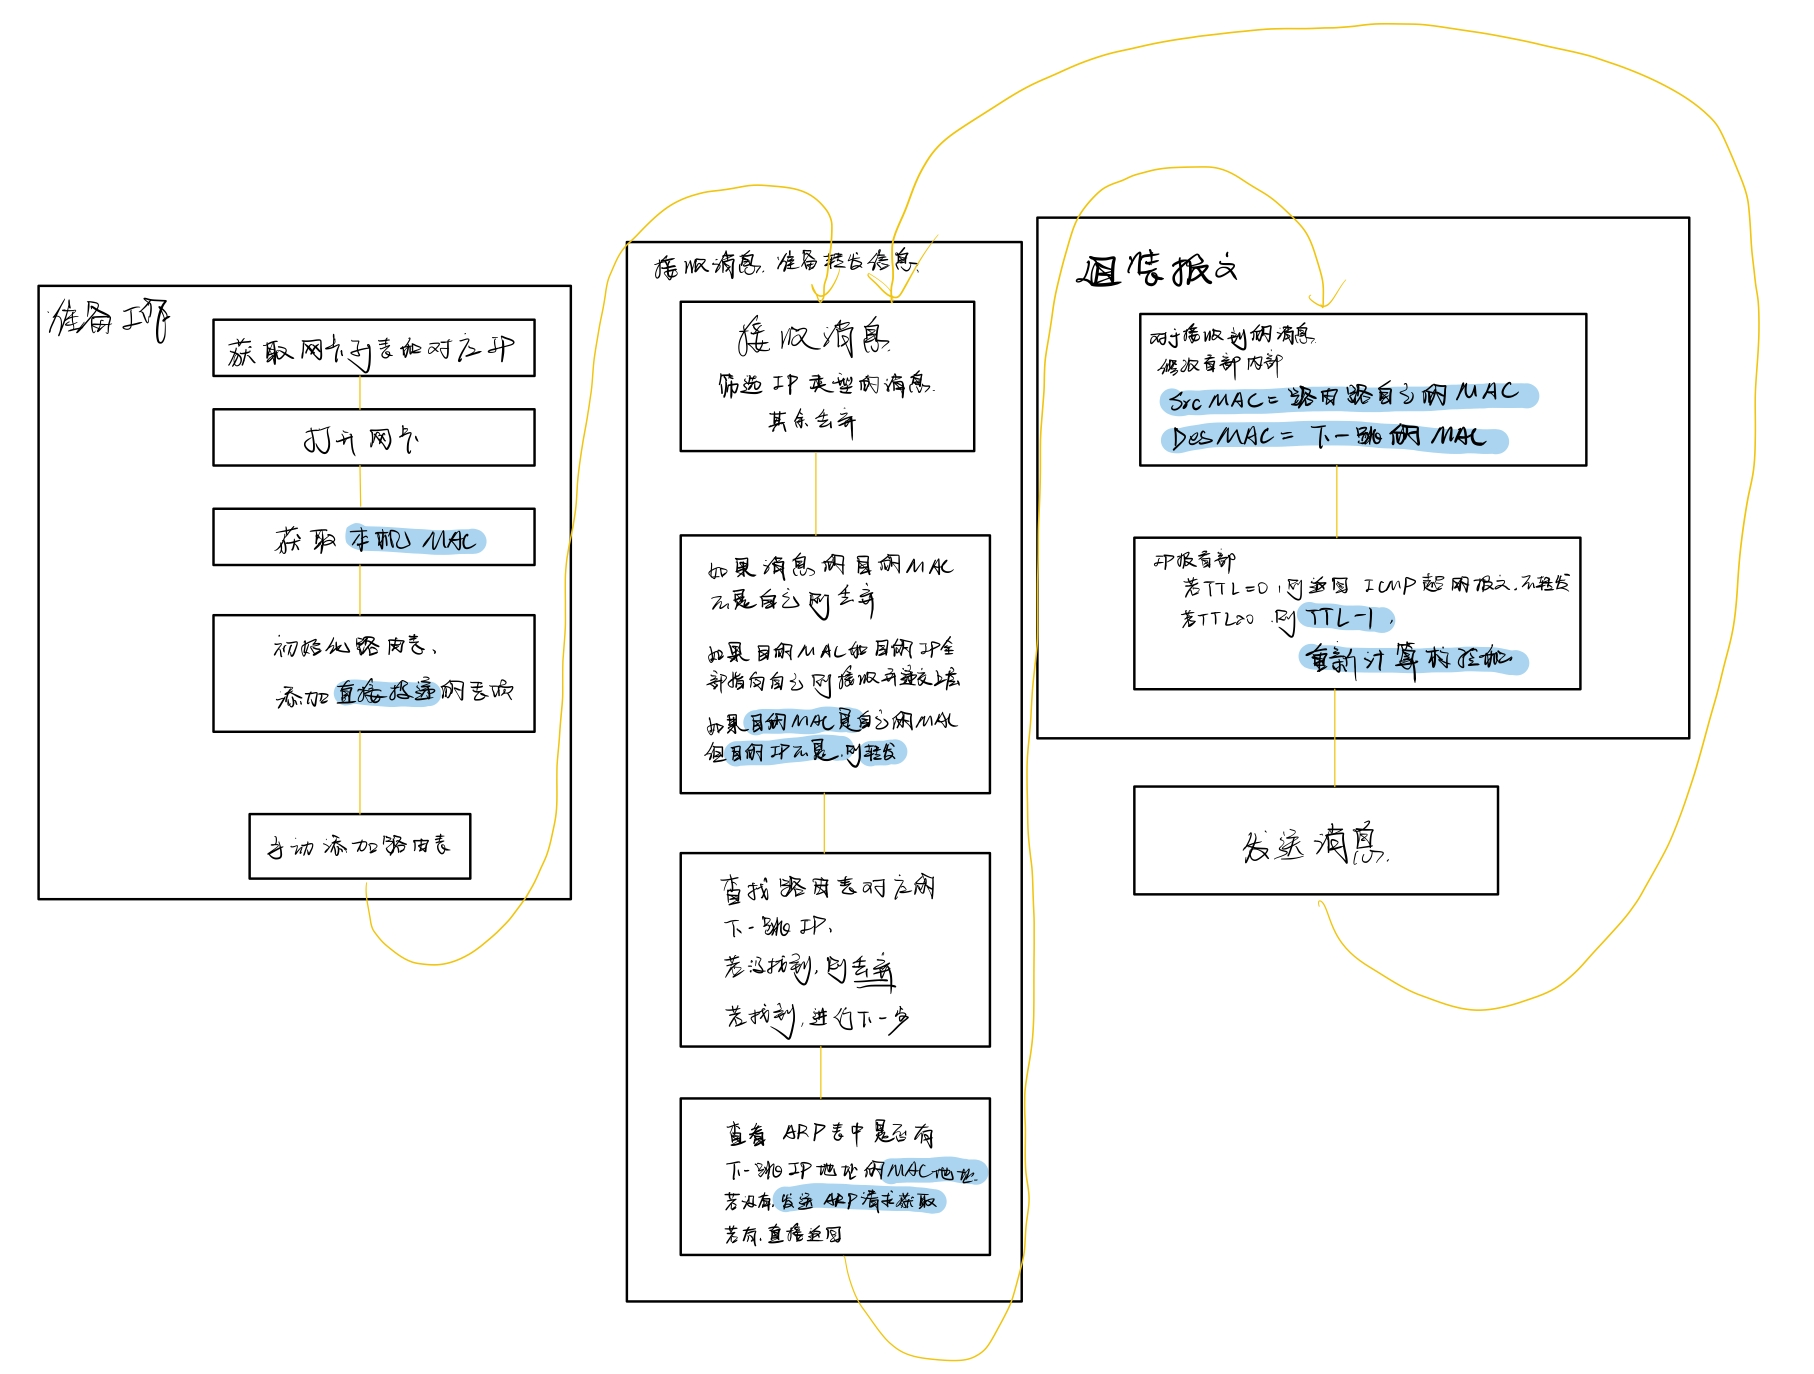 准备工作
获取网卡列表和对应IP
打开网卡
获取本机MAC
初始化路由表、
添加直接投递的表项
手动添加路由表
接收消息、准备转发信息.
接收消息
筛选IP类型的消息.
其余丢弃
如果消息的目的MAC
不是自己则丢弃
如果目的MAC和目的IP全
部指向自己则接收并递交上层
如果目的MAC是自己的MAC
但目的IP不是,则转发
查找路由表对应的
下一跳IP、
若没找到,则丢弃
若找到,进行下一步
查看ARP表中是否有
下一跳IP地址的MAC地址.
若没有,发送ARP请求获取
若有,直接返回
组装报文
对于接收到的消息
修改首部内部
SrcMAC=路由路自己的MAC
DesMAC=下一跳的MAC
IP报首部
若TTL=0,则返回ICMP超时报文,不转发
若TTL>0,则TTL-1,
重新计算校验和
发送消息.